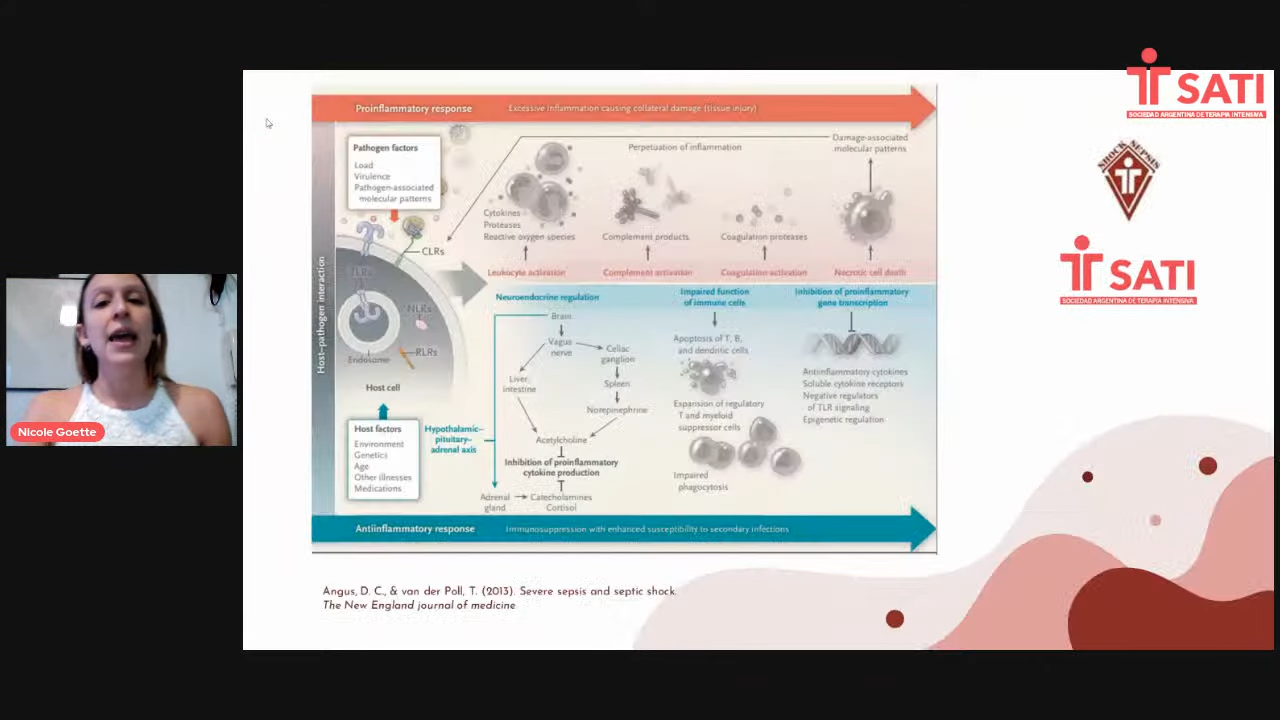 SATI
SOCIEDAD ARGENTINA DE TERAPIA INTENSIVA
SHOCK SEPSIS
SATI
SOCIEDAD ARGENTINA DE TERAPIA INTENSIVA
Nicole Goette
Proinflammatory response
Excessive inflammation causing collateral damage (tissue injury)
Host–pathogen interaction
Pathogen factors
Load
Virulence
Pathogen-associated
molecular patterns
TLRs
CLRs
NLRs
RLRs
Endosome
Host cell
Host factors
Environment
Genetics
Age
Other illnesses
Medications
Perpetuation of inflammation
Damage-associated
molecular patterns
Cytokines
Proteases
Reactive oxygen species
Complement products
Coagulation proteases
Leukocyte activation
Complement activation
Coagulation activation
Necrotic cell death
Neuroendocrine regulation
Brain
Vagus
nerve
Celiac
ganglion
Liver,
intestine
Spleen
Norepinephrine
Acetylcholine
Hypothalamic–
pituitary–
adrenal axis
Inhibition of proinflammatory
cytokine production
Adrenal
gland
Catecholamines
Cortisol
Impaired function
of immune cells
Apoptosis of T, B,
and dendritic cells
Expansion of regulatory
T and myeloid
suppressor cells
Impaired
phagocytosis
Inhibition of proinflammatory
gene transcription
Antiinflammatory cytokines
Soluble cytokine receptors
Negative regulators
of TLR signaling
Epigenetic regulation
Antiinflammatory response
Immunosuppression with enhanced susceptibility to secondary infections
Angus, D. C., & van der Poll, T. (2013). Severe sepsis and septic shock.
The New England journal of medicine